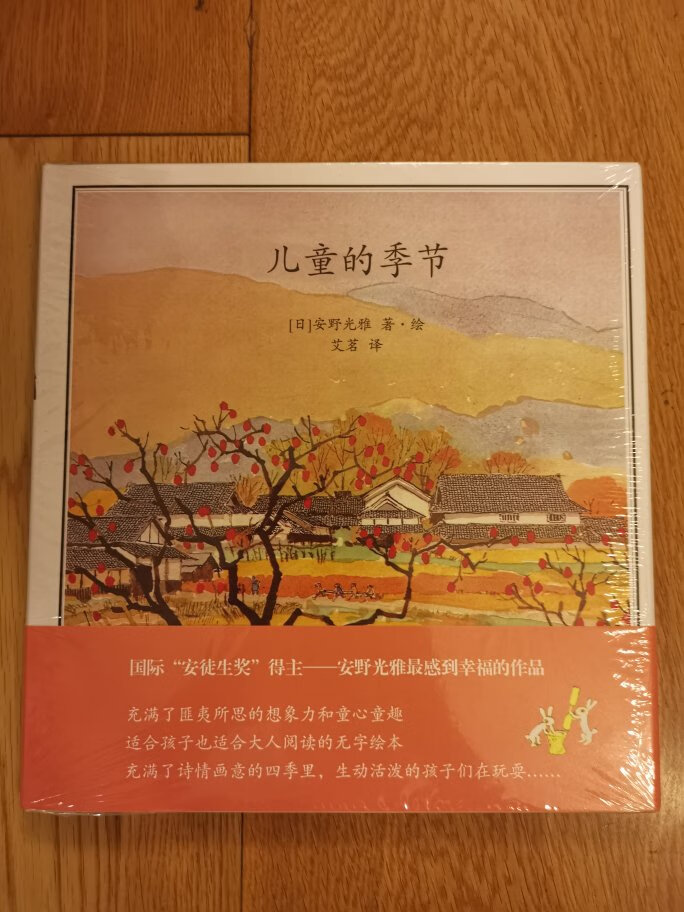 儿童的季节
[日]安野光雅 著·绘
艾茗 译
国际“安徒生奖”得主——安野光雅最感到幸福的作品
充满了匪夷所思的想象力和童心童趣
适合孩子也适合大人阅读的无字绘本
充满了诗情画意的四季里，生动活泼的孩子们在玩耍……